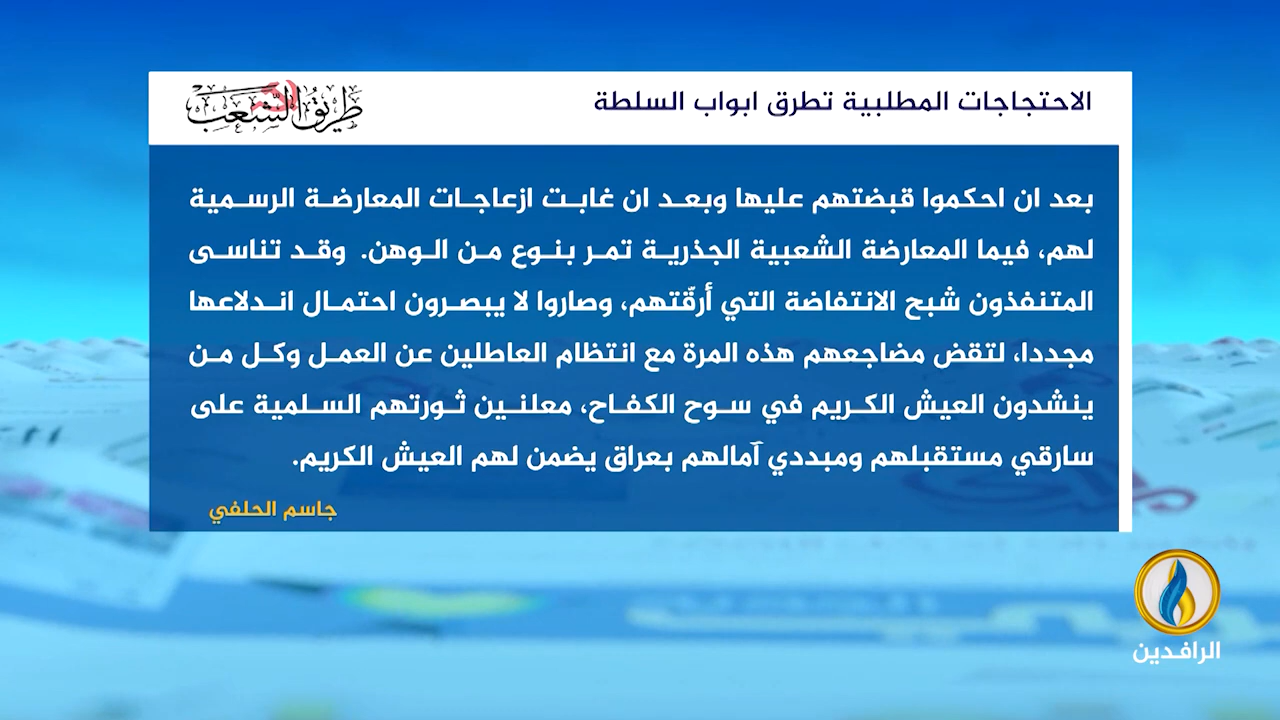 الاحتجاجات المطلبية تطرق ابواب السلطة
طريق الشعب
بعد ان احكموا قبضتهم عليها وبعد ان غابت ازعاجات المعارضة الرسمية
لهم، فيما المعارضة الشعبية الجذرية تمر بنوع من الوهن. وقد تناسى
المتنفذون شبح الانتفاضة التي أرقّتهم، وصاروا لا يبصرون احتمال اندلاعها
مجددا، لتقض مضاجعهم هذه المرة مع انتظام العاطلين عن العمل وكل من
ينشدون العيش الكريم في سوح الكفاح، معلنين ثورتهم السلمية على
سارقي مستقبلهم ومبددي آمالهم بعراق يضمن لهم العيش الكريم.
جاسم الحلفي
الرافدين